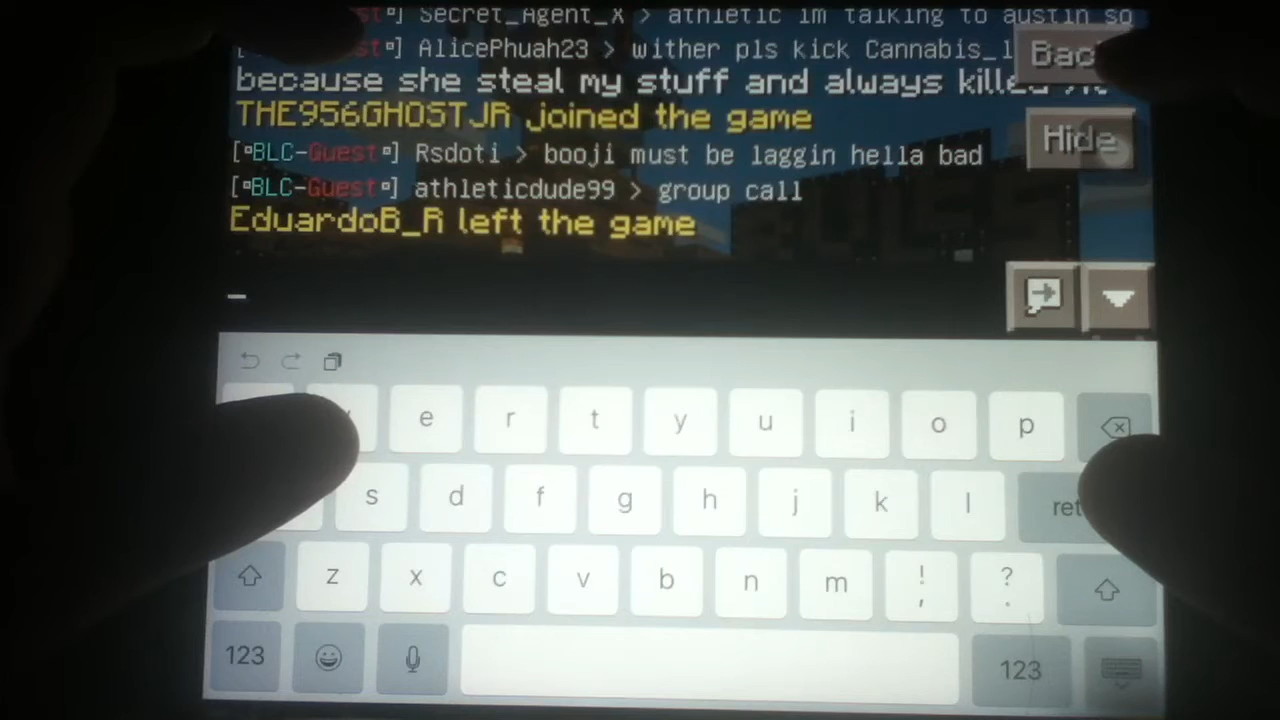 ] Secret_Agent_X > athletic im talking to austin so
] AlicePhuah23 > wither pls kick
Back
because she steal my stuff and always killed
THE956GHOSTJR joined the game
Hide
[▫BLC-Guest▫] Rsdoti > booji must be laggin hella bad
[▫BLC-Guest▫] athleticdude99 > group call
EduardoB_R left the game
_
e r t y u i o p
s d f g h j k l
z x c v b n m ! , ? .
123 123